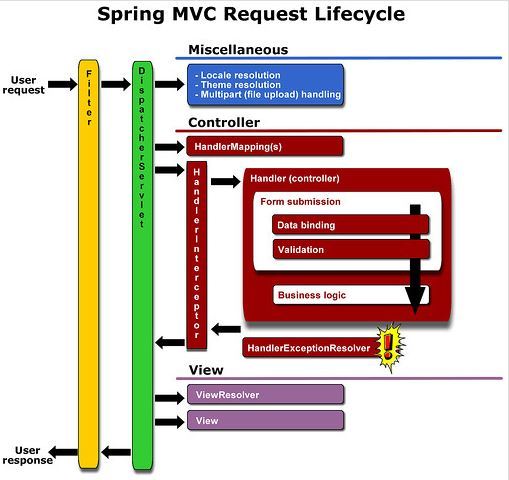 Spring MVC Request Lifecycle
Miscellaneous
User
request
Filter
DispatcherServlet
- Locale resolution
- Theme resolution
- Multipart (file upload) handling
Controller
HandlerMapping(s)
HandlerInterceptor
Handler (controller)
Form submission
Data binding
Validation
Business logic
HandlerExceptionResolver
!
View
ViewResolver
View
User
response